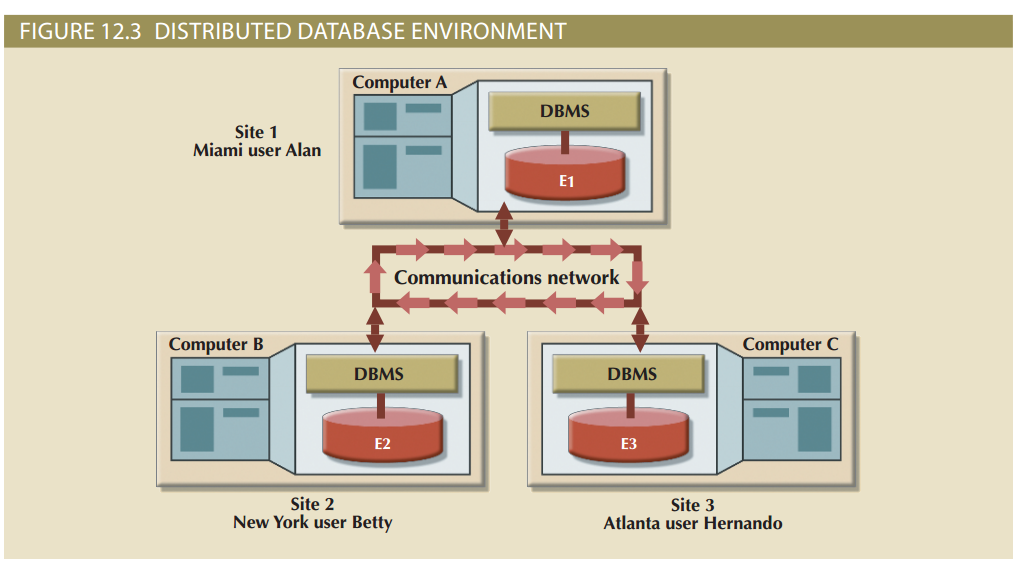 FIGURE 12.3 DISTRIBUTED DATABASE ENVIRONMENT
Computer A
DBMS
E1
Site 1
Miami user Alan
Communications network
Computer B
DBMS
E2
Site 2
New York user Betty
Computer C
DBMS
E3
Site 3
Atlanta user Hernando